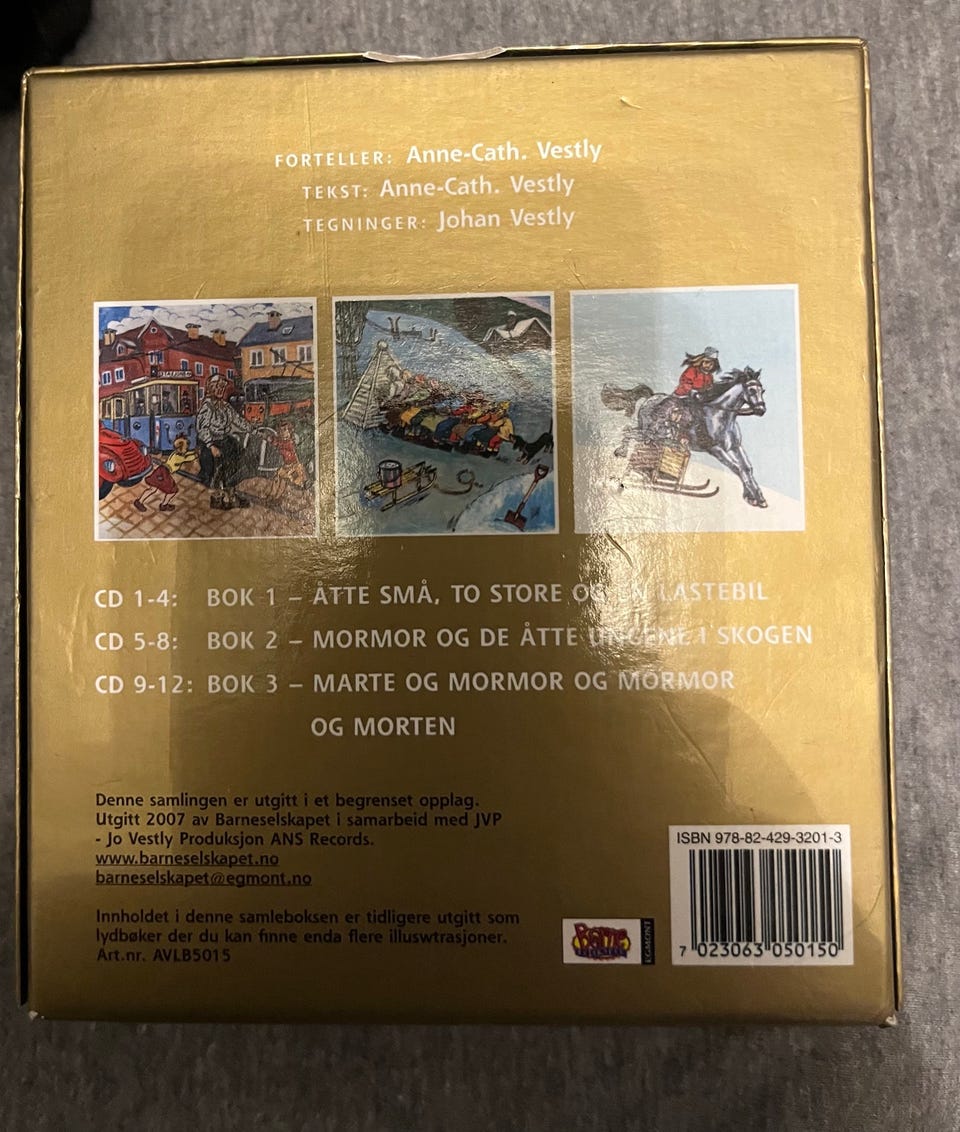 FORTELLER: Anne-Cath. Vestly
TEKST: Anne-Cath. Vestly
TEGNINGER: Johan Vestly
CD 1-4: BOK 1 – ÅTTE SMÅ, TO STORE OG EN LASTEBIL
CD 5-8: BOK 2 – MORMOR OG DE ÅTTE UNGENE I SKOGEN
CD 9-12: BOK 3 – MARTE OG MORMOR OG MORMOR
OG MORTEN
Denne samlingen er utgitt i et begrenset opplag.
Utgitt 2007 av Barneselskapet i samarbeid med JVP
- Jo Vestly Produksjon ANS Records.
www.barneselskapet.no
barneselskapet@egmont.no
Innholdet i denne samleboksen er tidligere utgitt som
lydbøker der du kan finne enda flere illuswtrasjoner.
Art.nr. AVLB5015
ISBN 978-82-429-3201-3
7 023063 050150
Barne
EGMONT